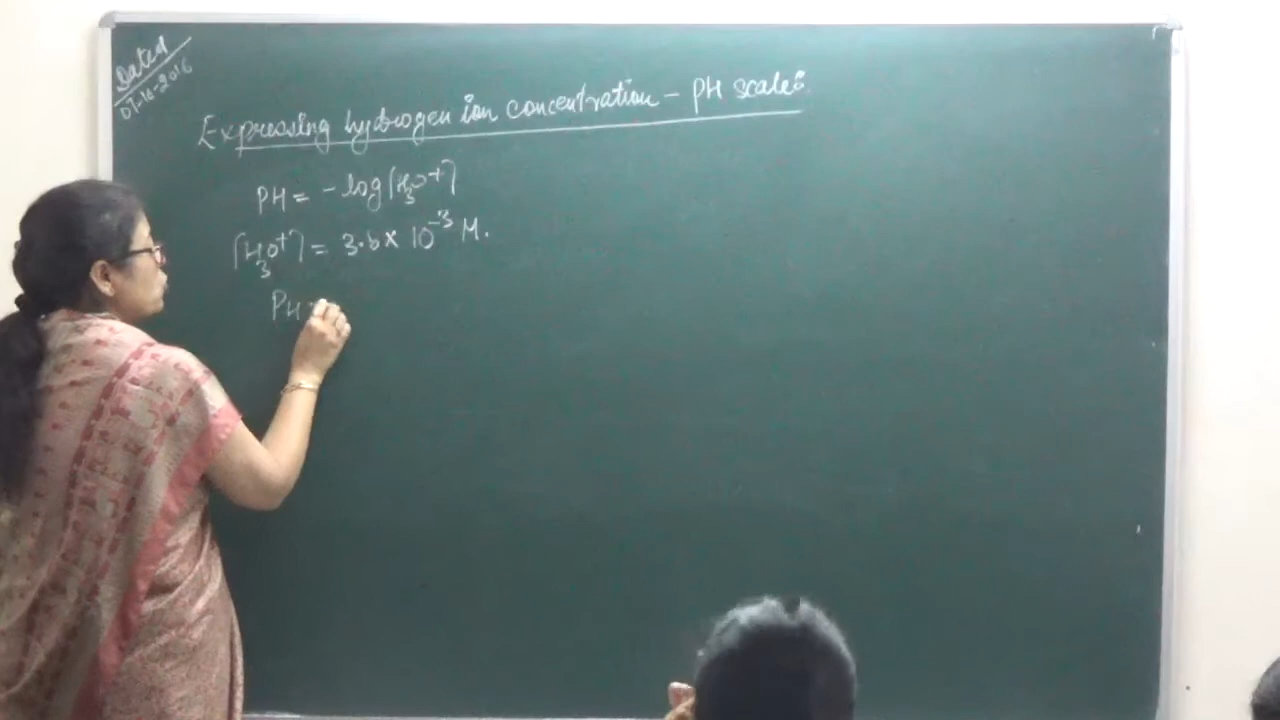 Dated
07-10-2016
Expressing hydrogen ion concentration - PH scale:
PH = - log [H3O+]
[H3O+] = 3.6 × 10^-3 M.
PH =